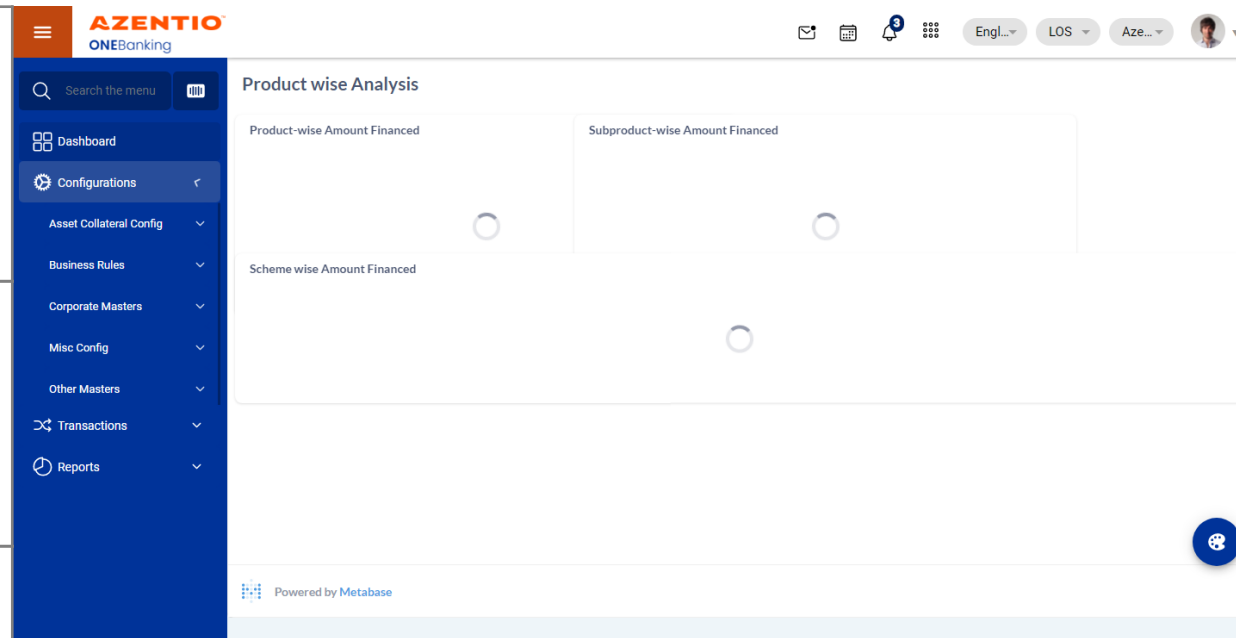 AZENTIO
ONEBanking
3
Engl...
LOS
Aze...
Search the menu
Dashboard
Configurations
Asset Collateral Config
Business Rules
Corporate Masters
Misc Config
Other Masters
Transactions
Reports
Product wise Analysis
Product-wise Amount Financed
Subproduct-wise Amount Financed
Scheme wise Amount Financed
Powered by Metabase